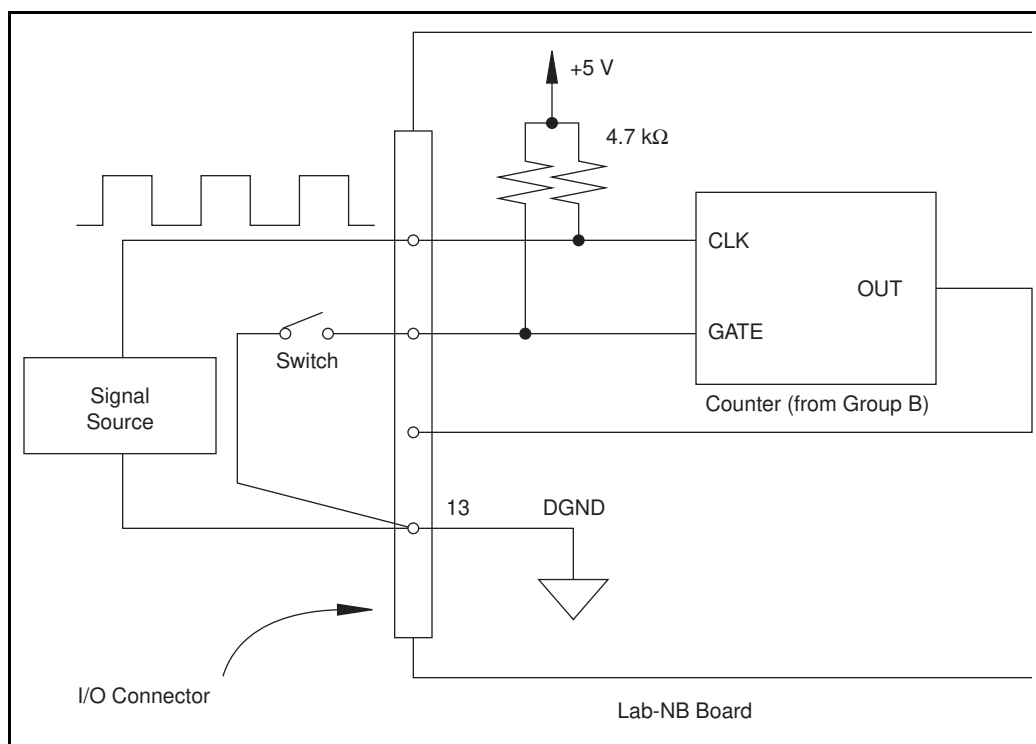 +5 V
4.7 kΩ
CLK
OUT
GATE
Switch
Signal
Source
Counter (from Group B)
13
DGND
I/O Connector
Lab-NB Board